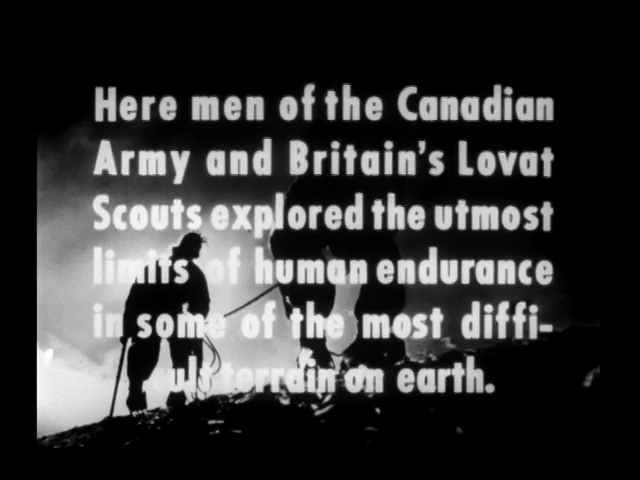 Here men of the Canadian
Army and Britain's Lovat
Scouts explored the utmost
limits of human endurance
in some of the most diffi-
cult terrain on earth.